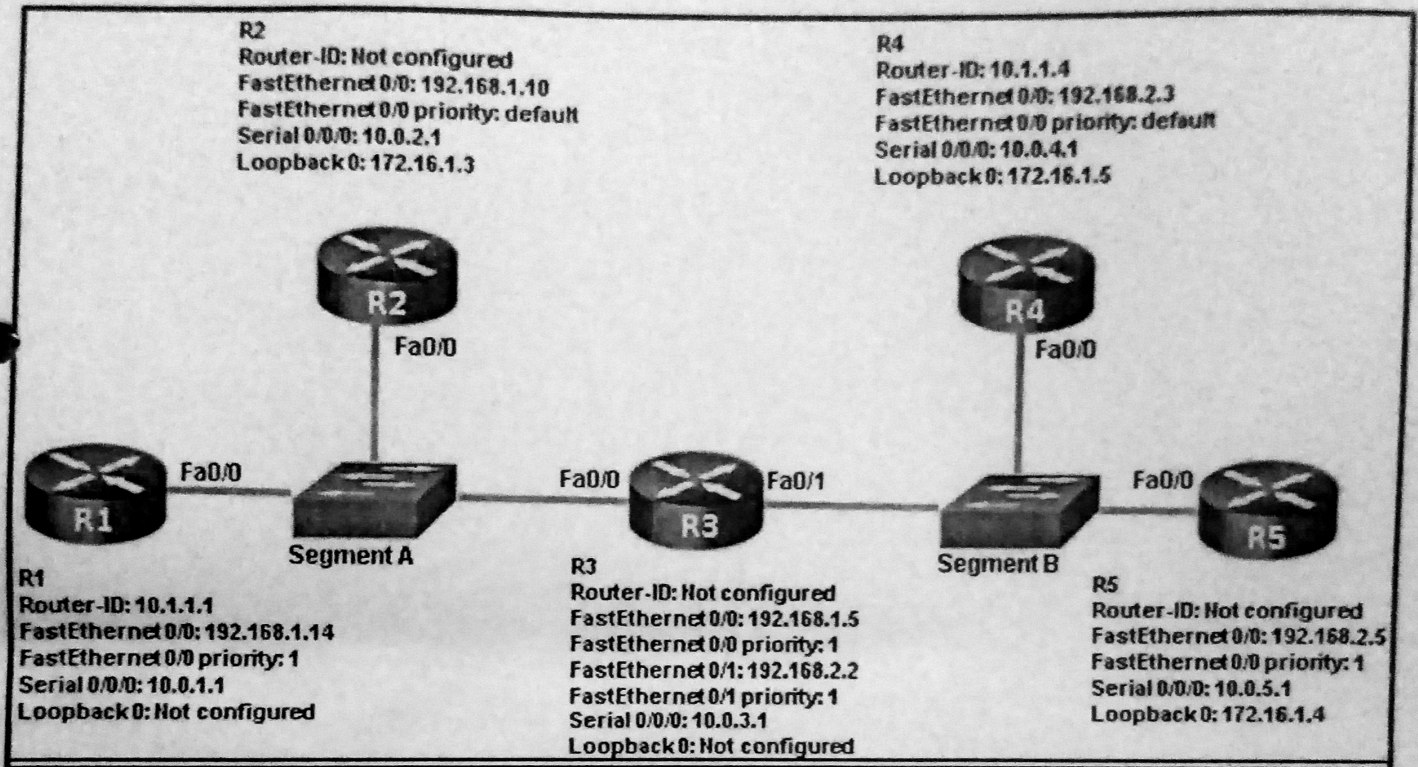 R2
Router-ID: Not configured
FastEthernet 0/0: 192.168.1.10
FastEthernet 0/0 priority: default
Serial 0/0/0: 10.0.2.1
Loopback 0: 172.16.1.3
R4
Router-ID: 10.1.1.4
FastEthernet 0/0: 192.168.2.3
FastEthernet 0/0 priority: default
Serial 0/0/0: 10.0.4.1
Loopback 0: 172.16.1.5
R2
Fa0/0
R4
Fa0/0
R1
Fa0/0
Segment A
Fa0/0
R3
Fa0/1
Segment B
Fa0/0
R5
R1
Router-ID: 10.1.1.1
FastEthernet 0/0: 192.168.1.14
FastEthernet 0/0 priority: 1
Serial 0/0/0: 10.0.1.1
Loopback 0: Not configured
R3
Router-ID: Not configured
FastEthernet 0/0: 192.168.1.5
FastEthernet 0/0 priority: 1
FastEthernet 0/1: 192.168.2.2
FastEthernet 0/1 priority: 1
Serial 0/0/0: 10.0.3.1
Loopback 0: Not configured
R5
Router-ID: Not configured
FastEthernet 0/0: 192.168.2.5
FastEthernet 0/0 priority: 1
Serial 0/0/0: 10.0.5.1
Loopback 0: 172.16.1.4